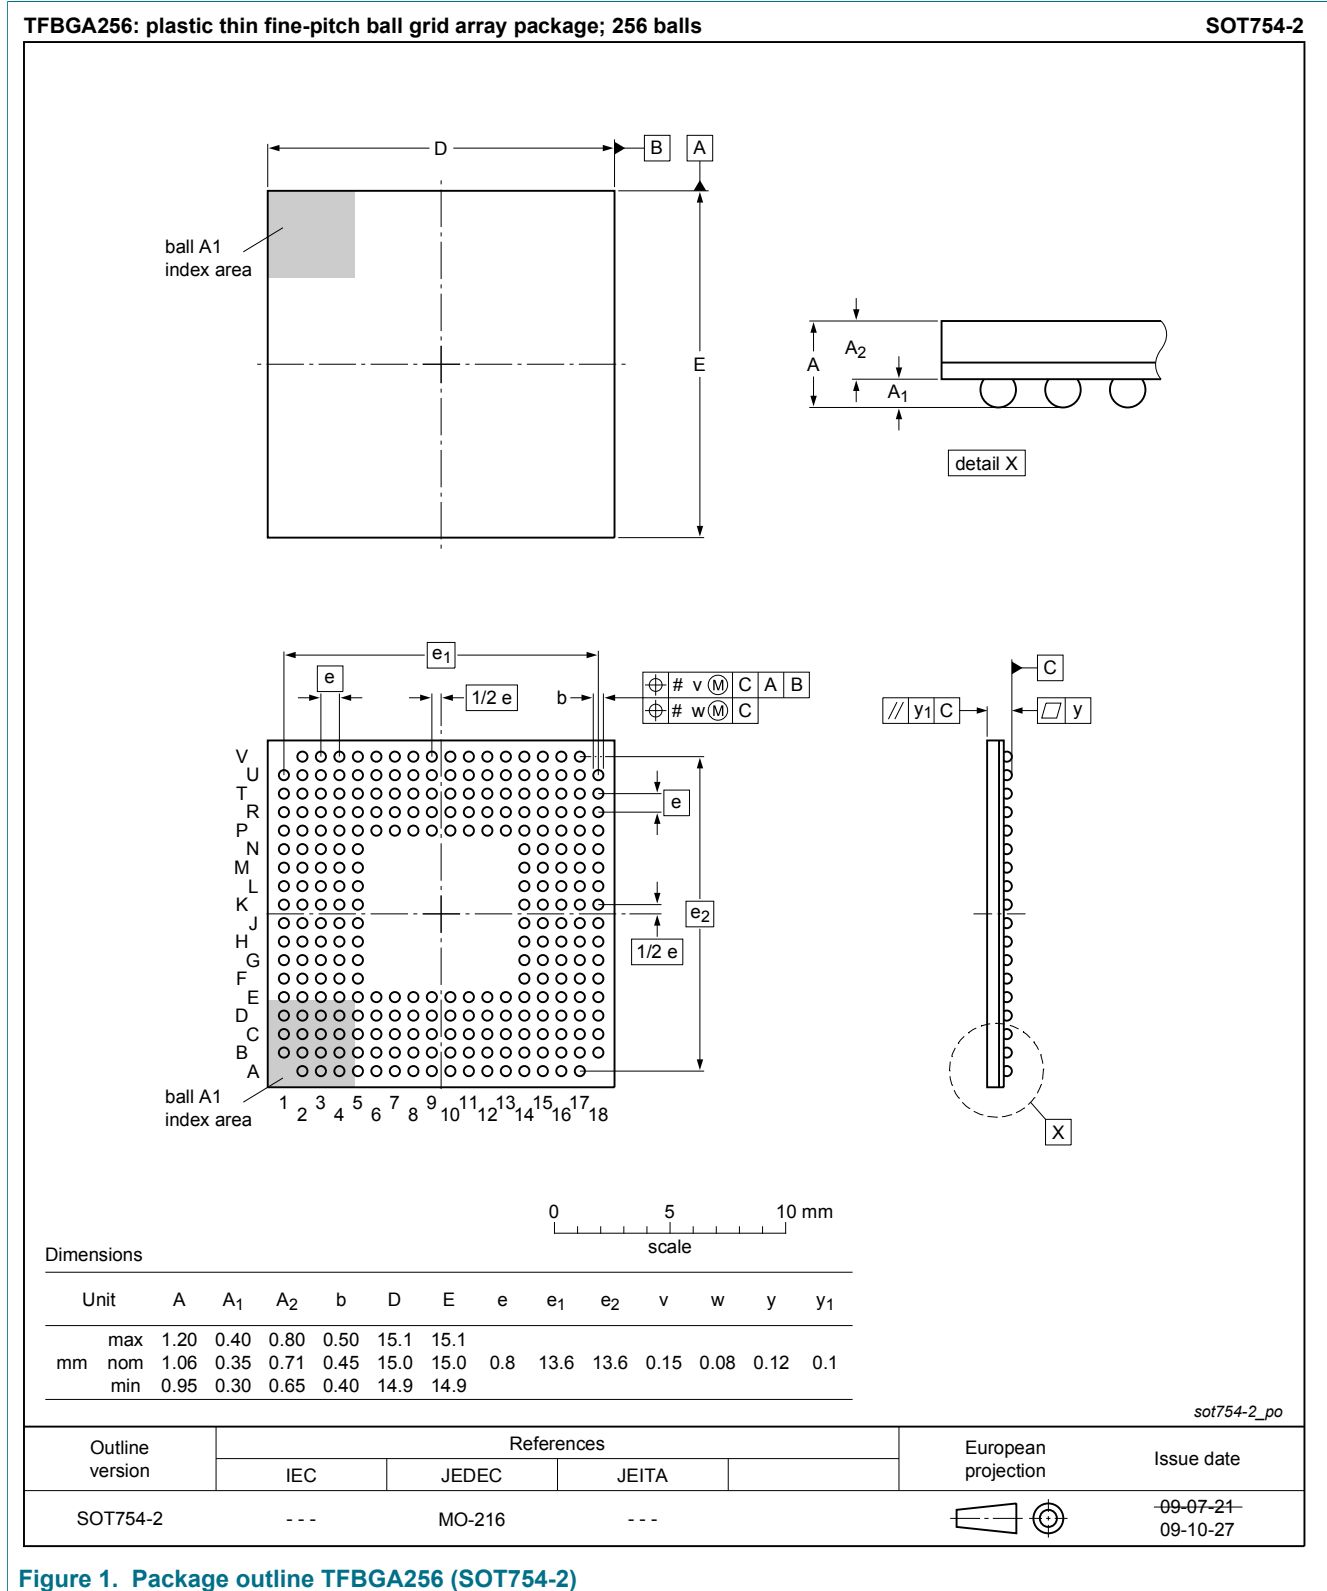 TFBGA256: plastic thin fine-pitch ball grid array package; 256 balls SOT754-2
D B A
ball A1
index area
E
A A2 A1
detail X
e1
e 1/2 e b # v M C A B
# w M C
C
// y1 C y
V
U
T
R
P
N
M
L
K
J
H
G
F
E
D
C
B
A
e
e2
1/2 e
ball A1
index area
1 2 3 4 5 6 7 8 9 10 11 12 13 14 15 16 17 18
X
0 5 10 mm
scale
Dimensions
Unit A A1 A2 b D E e e1 e2 v w y y1
max 1.20 0.40 0.80 0.50 15.1 15.1
mm nom 1.06 0.35 0.71 0.45 15.0 15.0 0.8 13.6 13.6 0.15 0.08 0.12 0.1
min 0.95 0.30 0.65 0.40 14.9 14.9
sot754-2_po
Outline version References European projection Issue date
IEC JEDEC JEITA
SOT754-2 - - - MO-216 - - - 09-07-21
09-10-27
Figure 1. Package outline TFBGA256 (SOT754-2)